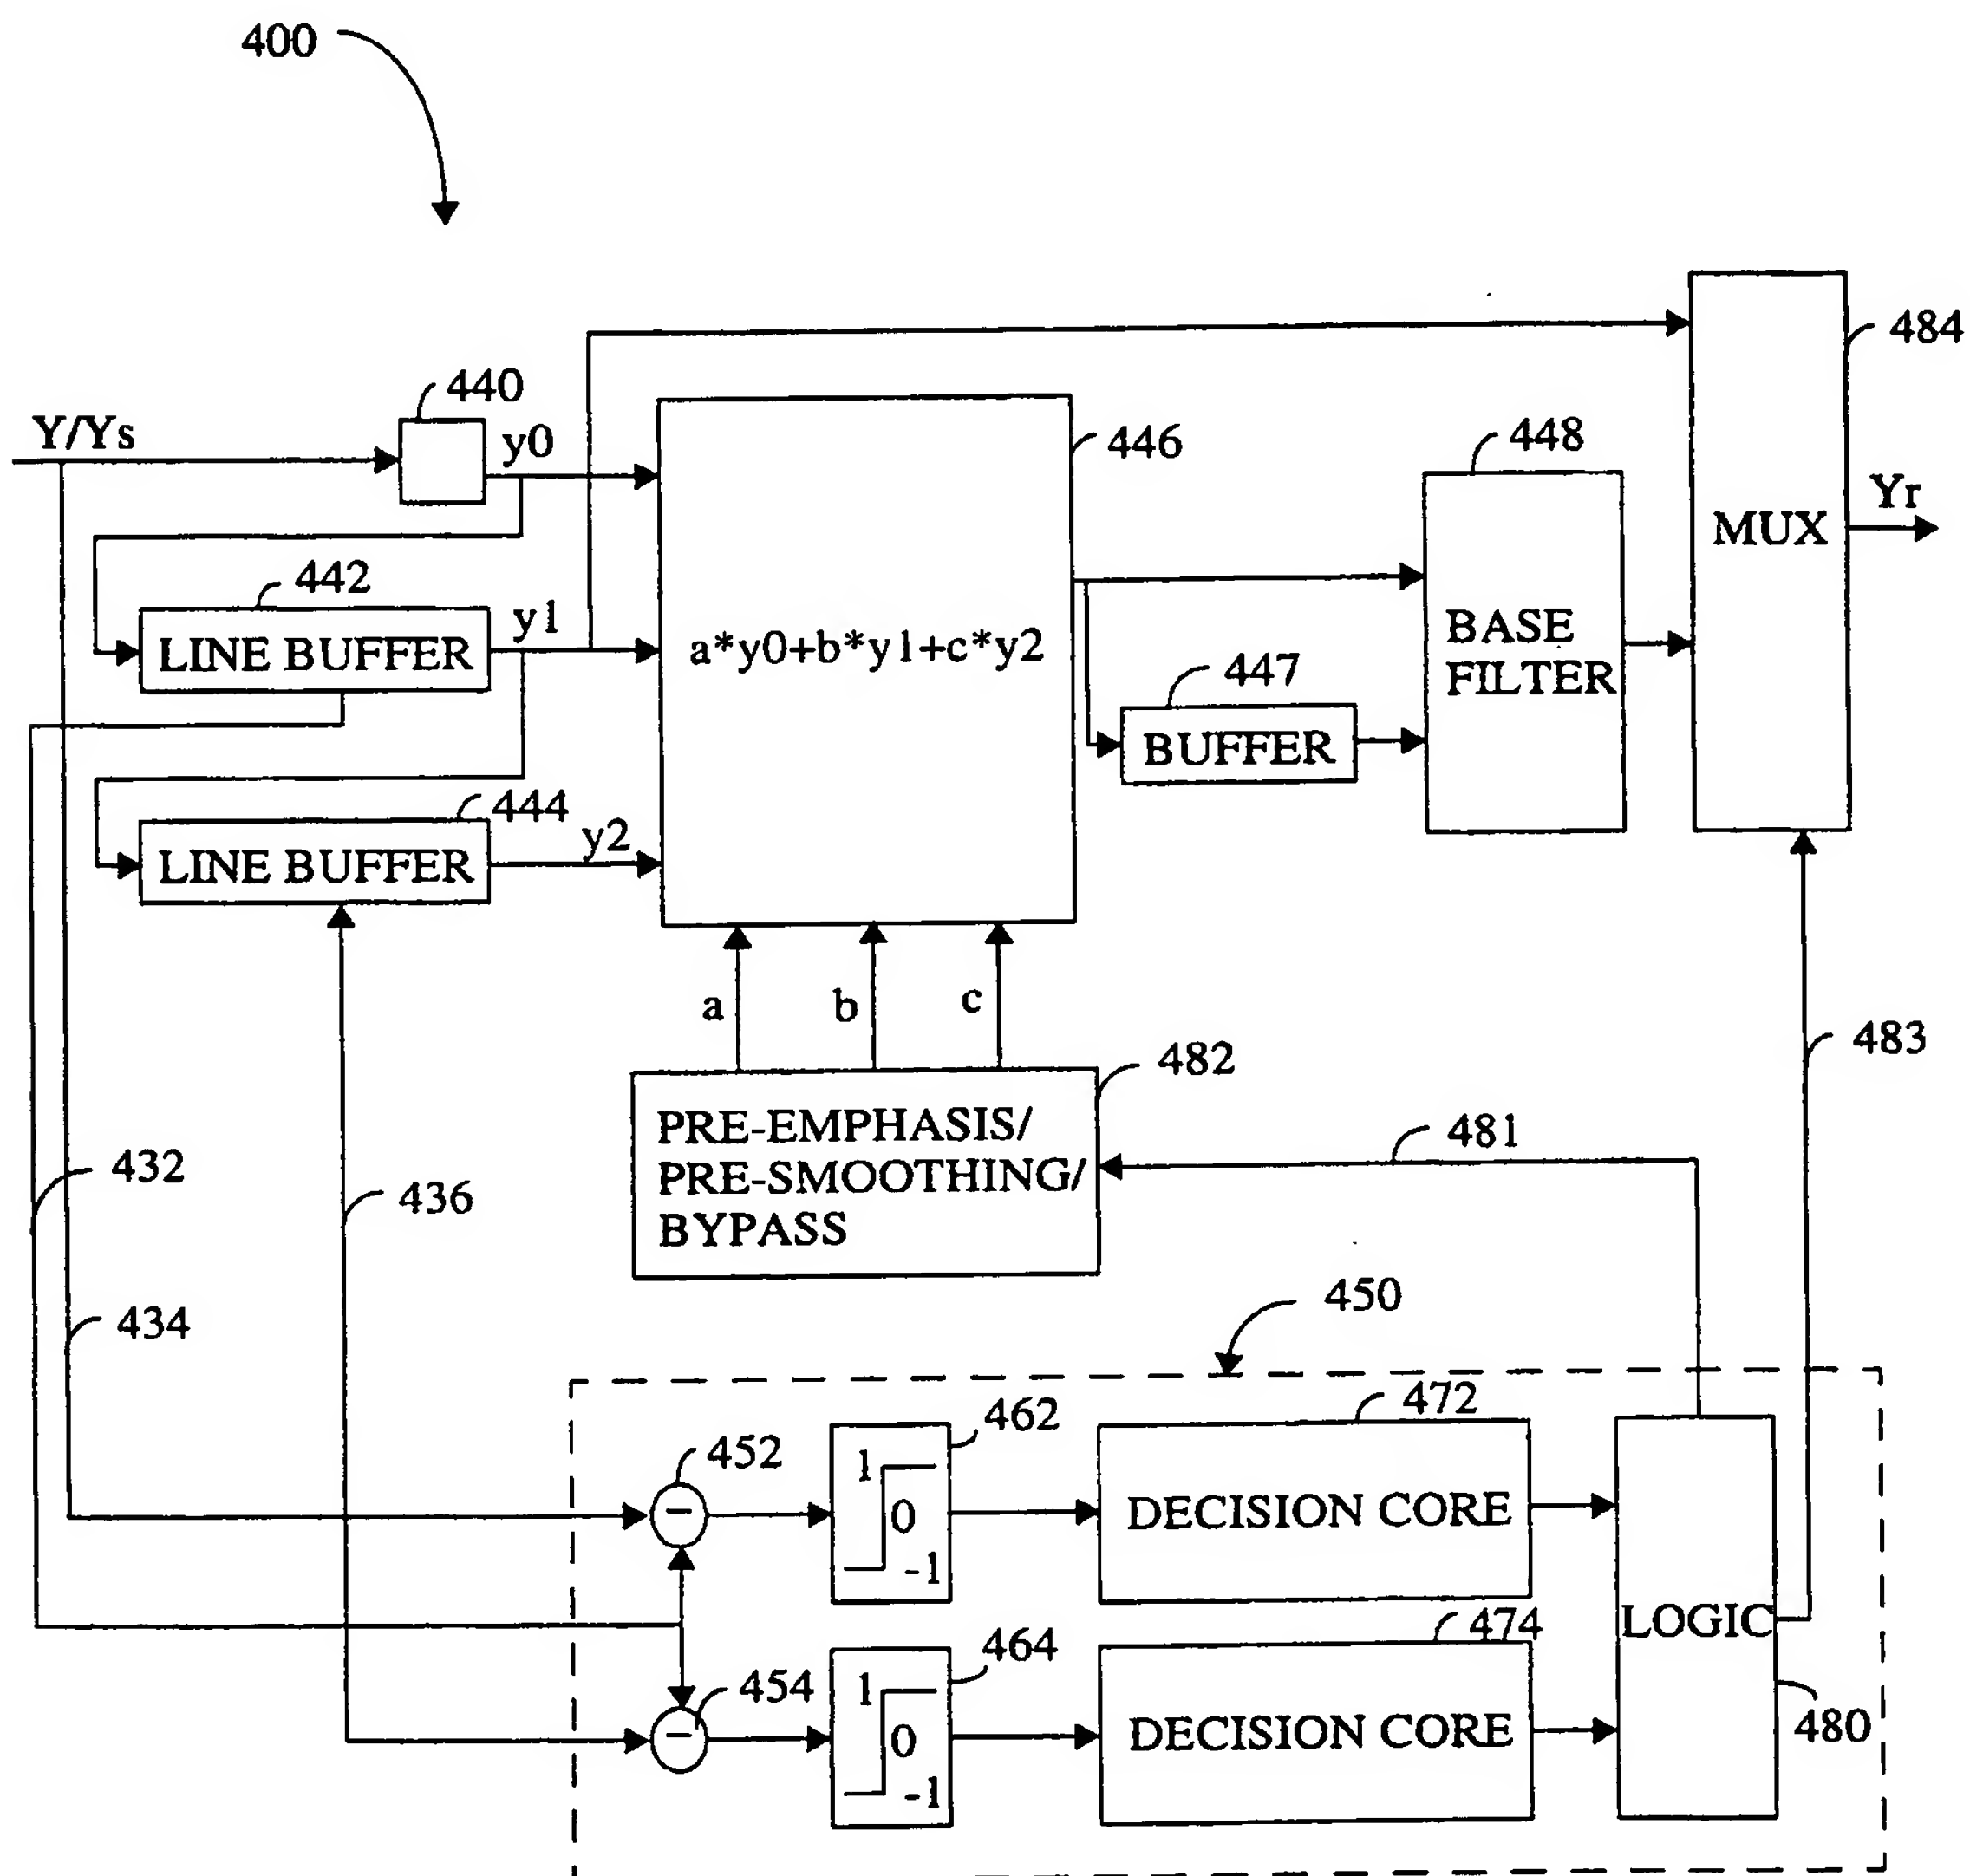 400
484
440
Y/Ys
y0
446
448
Yr
MUX
442
y1
LINE BUFFER
a*y0+b*y1+c*y2
BASE
FILTER
447
BUFFER
444
y2
LINE BUFFER
a
b
c
482
483
PRE-EMPHASIS/
PRE-SMOOTHING/
BYPASS
481
432
436
434
450
472
462
452
1
0
-1
DECISION CORE
LOGIC
474
464
454
1
0
-1
DECISION CORE
480